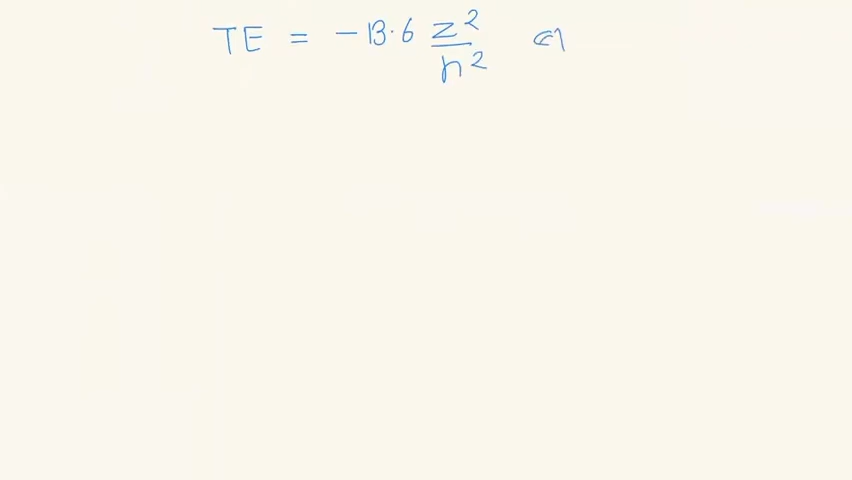 TE = -13.6 z²/n²